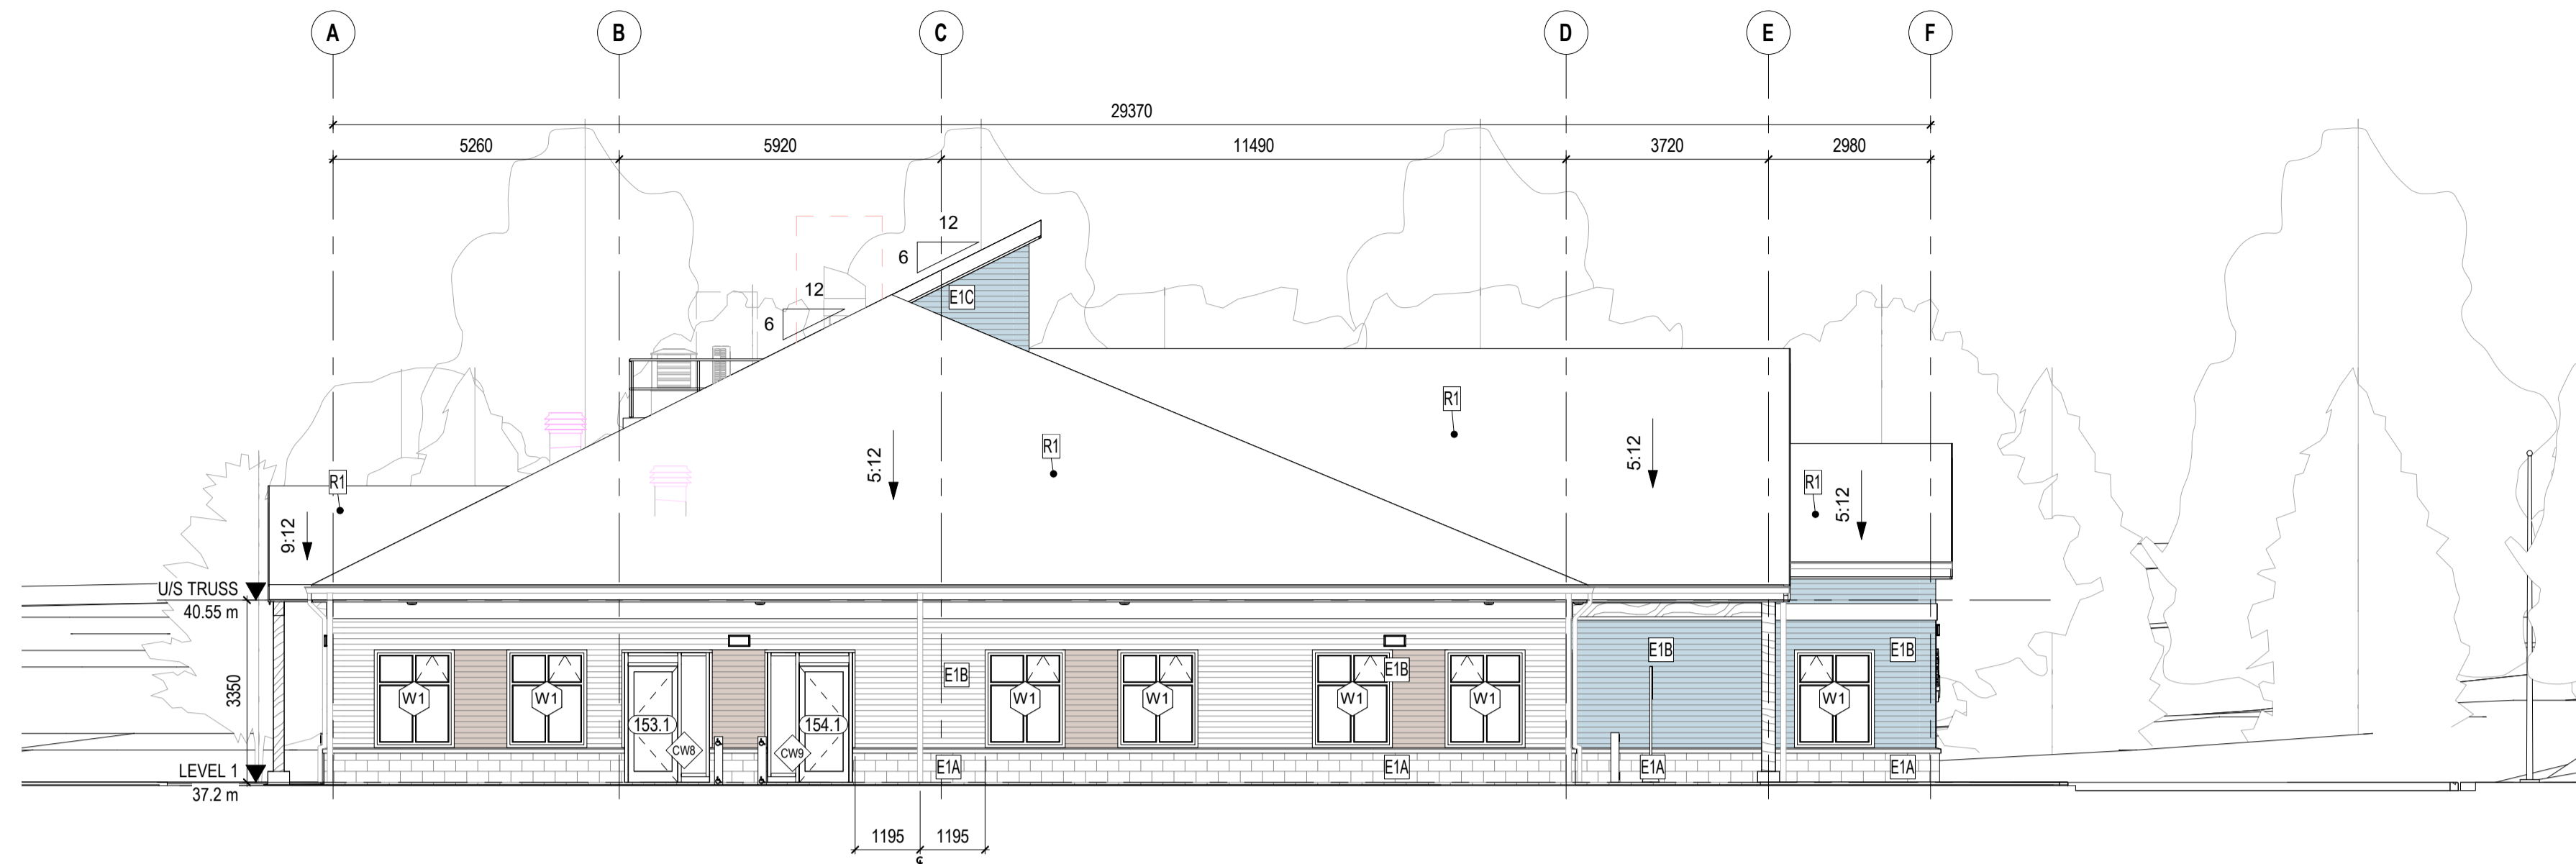 A B C D E F
29370
5260 5920 11490 3720 2980
12
6
12
6
E1C
R1
R1
R1
R1
5:12
5:12
5:12
9:12
U/S TRUSS
40.55 m
3350
E1B
E1B
E1B
E1B
W1 W1 W1 W1 W1 W1 W1
153.1 154.1
CW8 CW9
LEVEL 1
37.2 m
E1A E1A E1A E1A
1195 1195
℄